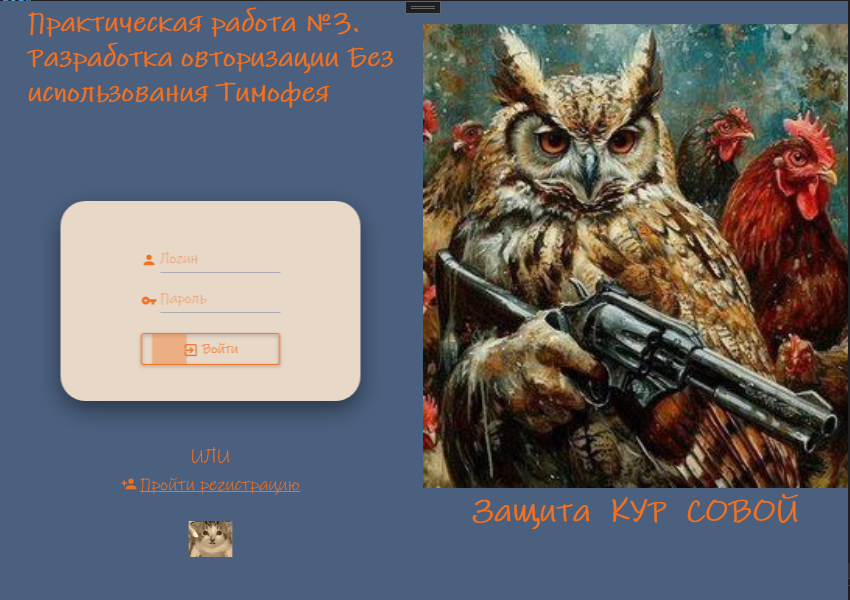 Практическая работа №3.
Разработка овторизации Без
использования Тимофея
Логин
Пароль
Войти
ИЛИ
Пройти регистрацию
Защита КУР СОВОЙ